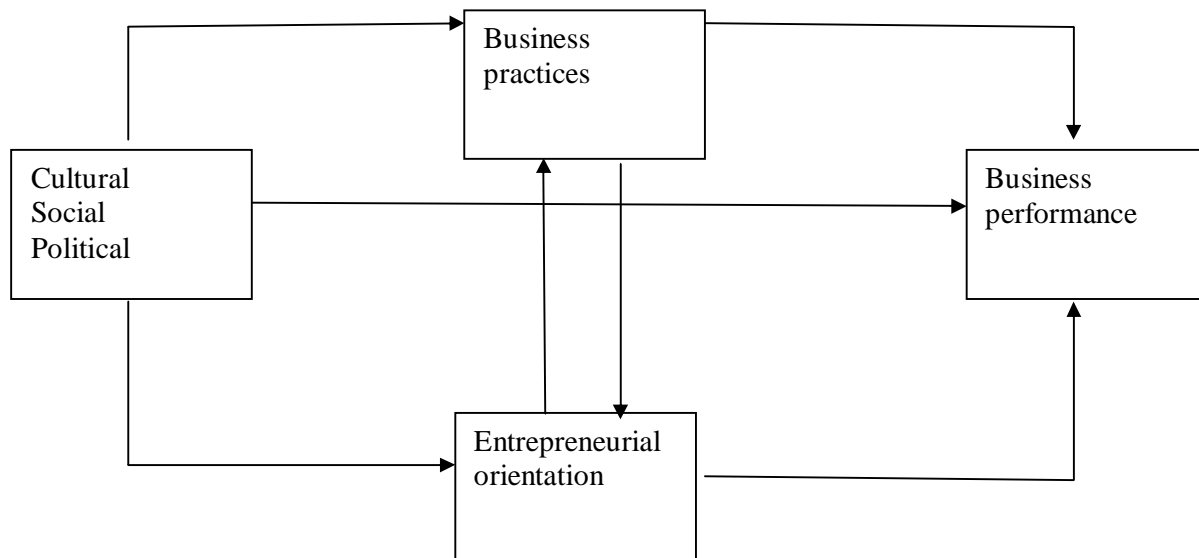 Business
practices
Cultural
Social
Political
Business
performance
Entrepreneurial
orientation